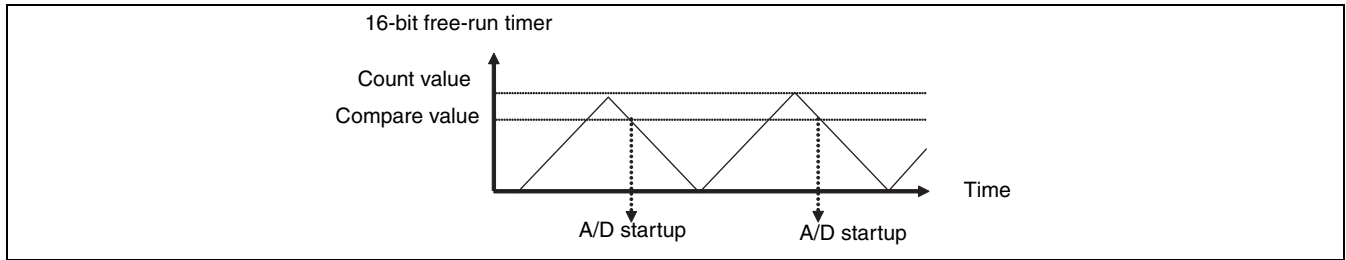 16-bit free-run timer
Count value
Compare value
Time
A/D startup
A/D startup